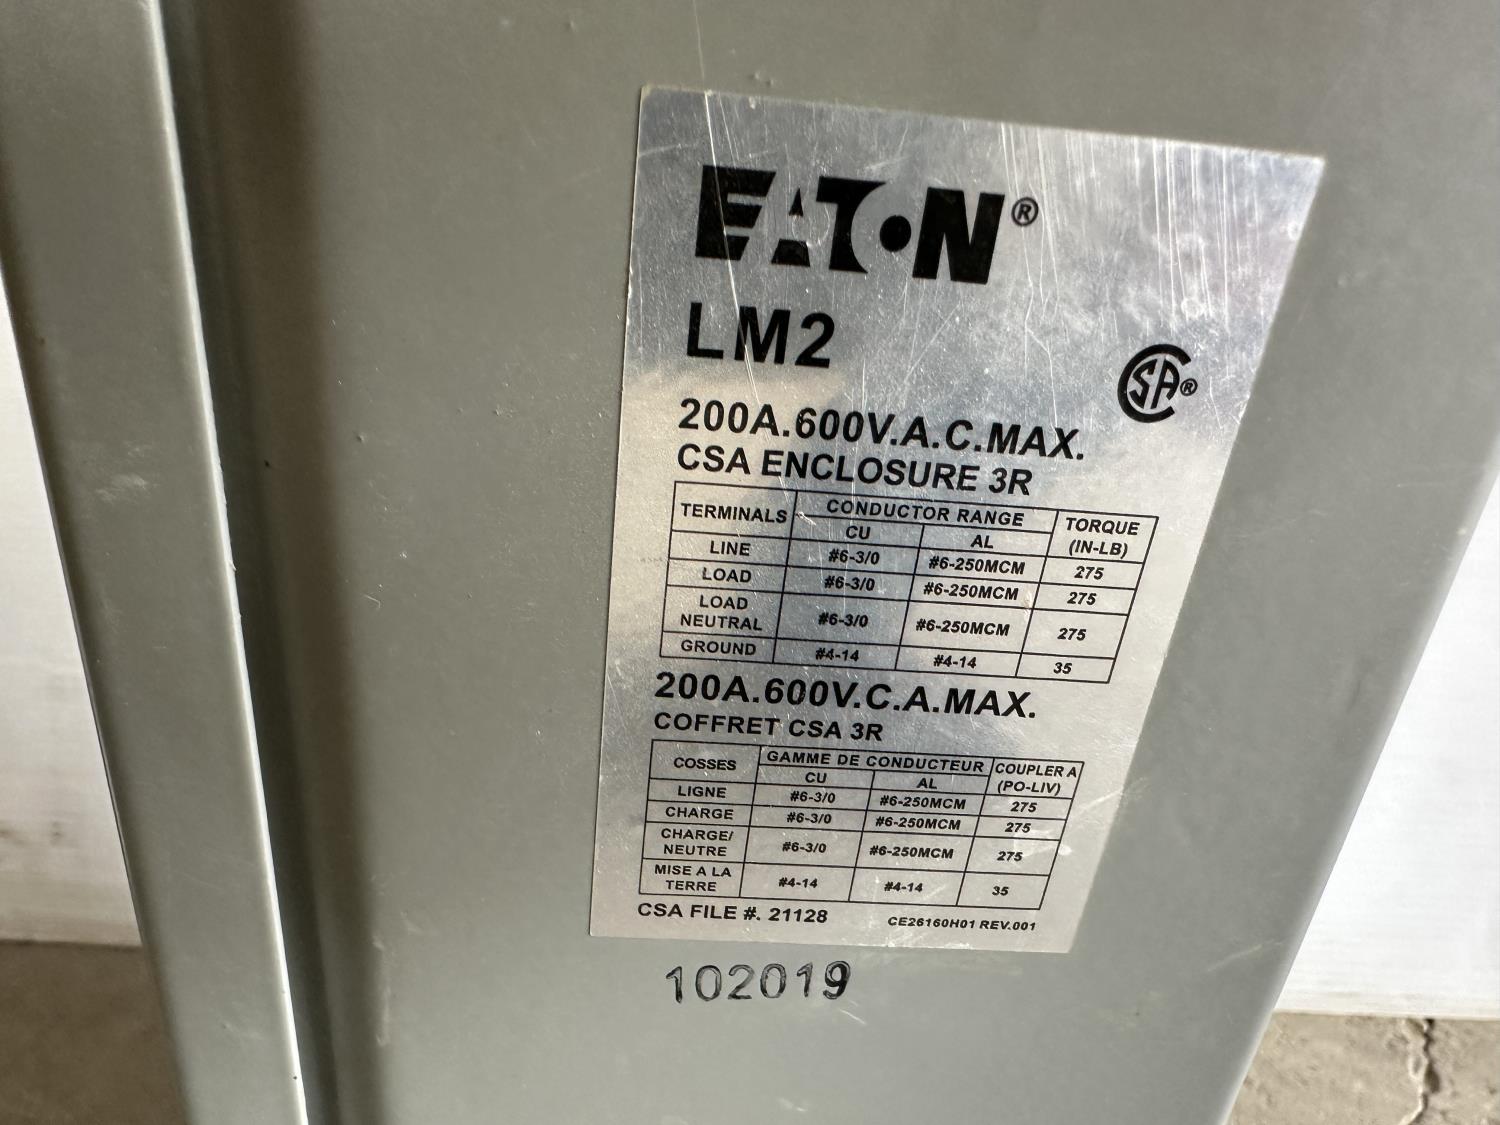 EATON®
LM2
CSA®
200A.600V.A.C.MAX.
CSA ENCLOSURE 3R
TERMINALS CONDUCTOR RANGE TORQUE (IN-LB)
CU AL
LINE #6-3/0 #6-250MCM 275
LOAD #6-3/0 #6-250MCM 275
LOAD NEUTRAL #6-3/0 #6-250MCM 275
GROUND #4-14 #4-14 35
200A.600V.C.A.MAX.
COFFRET CSA 3R
COSSES GAMME DE CONDUCTEUR COUPLER A (PO-LIV)
CU AL
LIGNE #6-3/0 #6-250MCM 275
CHARGE #6-3/0 #6-250MCM 275
CHARGE/ NEUTRE #6-3/0 #6-250MCM 275
MISE A LA TERRE #4-14 #4-14 35
CSA FILE #. 21128 CE26160H01 REV.001
102019